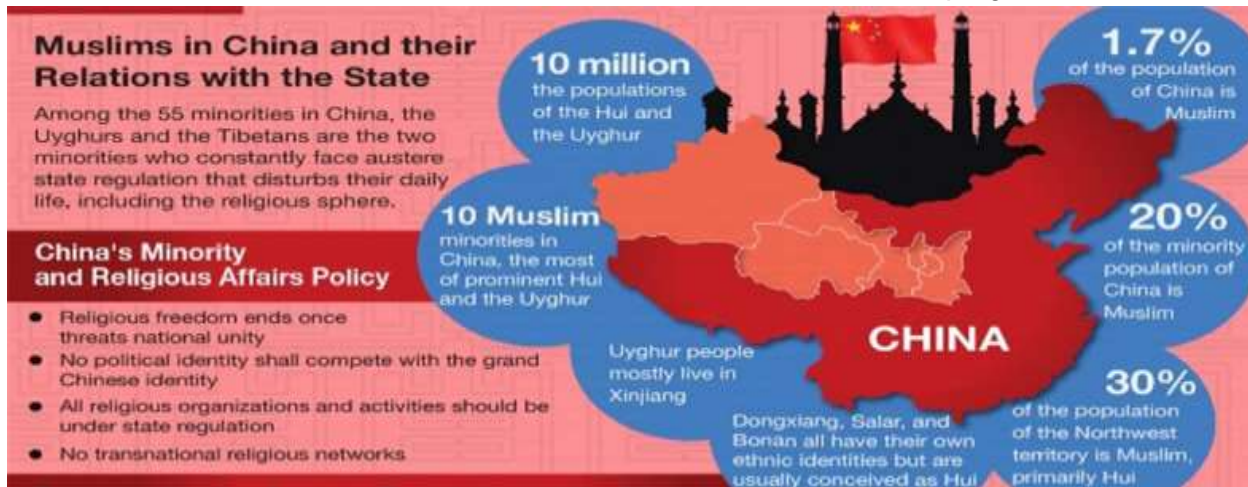 Muslims in China and their
Relations with the State
Among the 55 minorities in China, the
Uyghurs and the Tibetans are the two
minorities who constantly face austere
state regulation that disturbs their daily
life, including the religious sphere.
China's Minority
and Religious Affairs Policy
● Religious freedom ends once
threats national unity
● No political identity shall compete with the grand
Chinese identity
● All religious organizations and activities should be
under state regulation
● No transnational religious networks
10 million
the populations
of the Hui and
the Uyghur
10 Muslim
minorities in
China, the most
of prominent Hui
and the Uyghur
Uyghur people
mostly live in
Xinjiang
Dongxiang, Salar, and
Bonan all have their own
ethnic identities but are
usually conceived as Hui
CHINA
1.7%
of the population
of China is
Muslim
20%
of the minority
population of
China is
Muslim
30%
of the population
of the Northwest
territory is Muslim,
primarily Hui